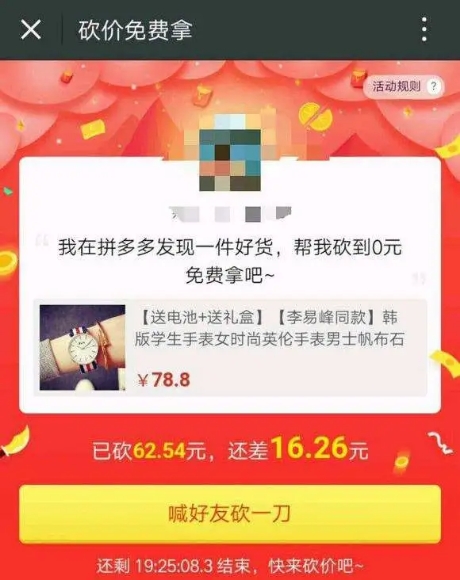 砍价免费拿
活动规则 ?
我在拼多多发现一件好货，帮我砍到0元
免费拿吧~
【送电池+送礼盒】【李易峰同款】韩
版学生手表女时尚英伦手表男士帆布石
￥78.8
已砍62.54元，还差16.26元
喊好友砍一刀
还剩 19:25:08.3 结束，快来砍价吧~